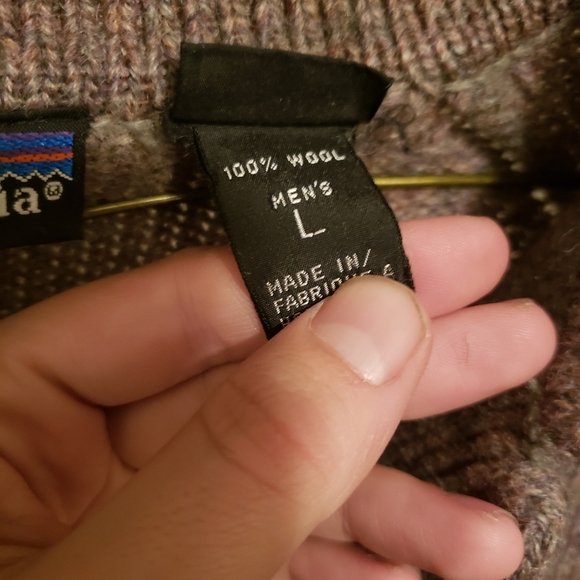 ia®
100% WOOL
MEN'S
L
MADE IN/
FABRIQUE A